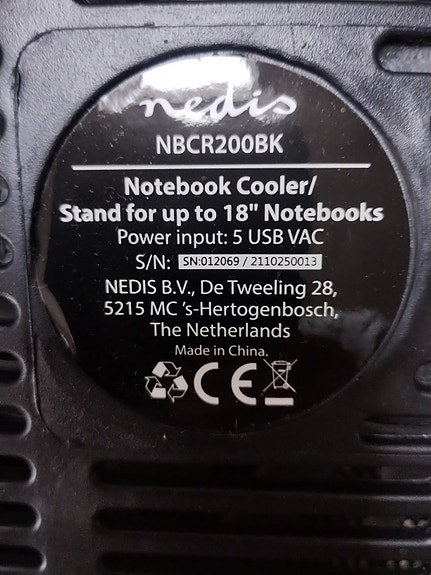 nedis
NBCR200BK
Notebook Cooler/
Stand for up to 18" Notebooks
Power input: 5 USB VAC
S/N: SN:012069 / 2110250013
NEDIS B.V., De Tweeling 28,
5215 MC 's-Hertogenbosch,
The Netherlands
Made in China.
CE